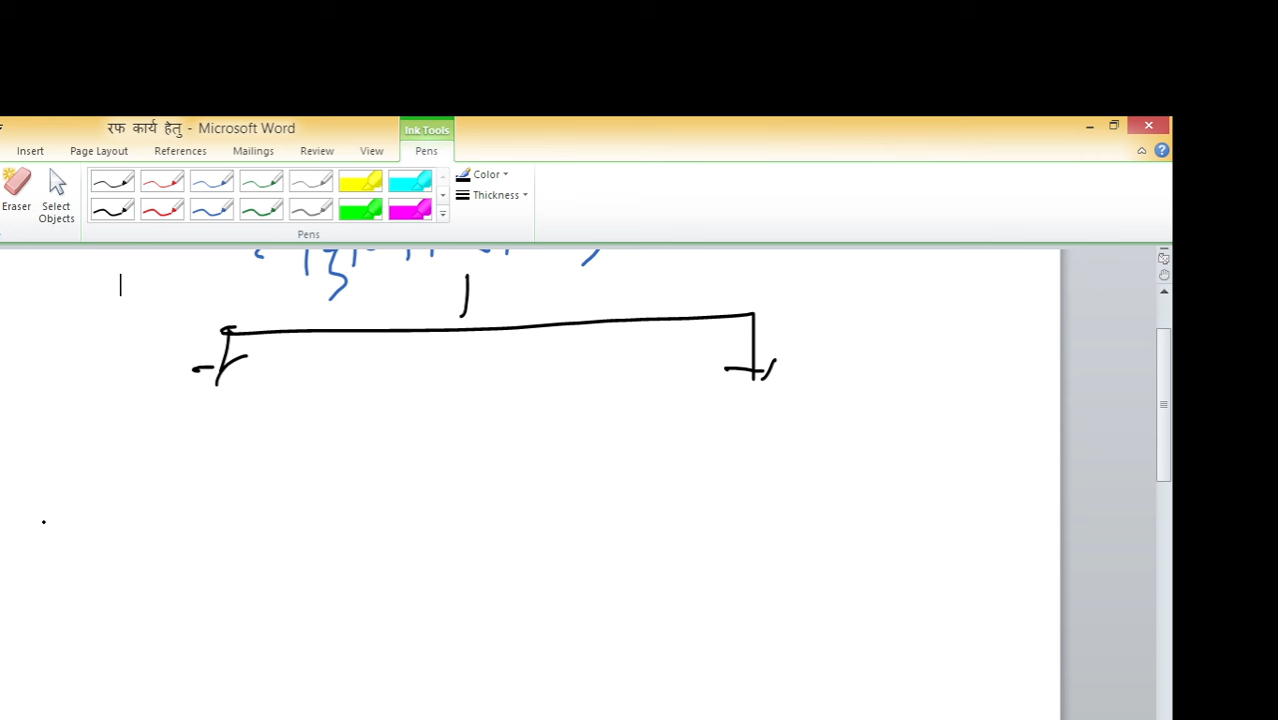 रफ कार्य हेतु - Microsoft Word
Ink Tools
Insert Page Layout References Mailings Review View Pens
Eraser
Select Objects
Color
Thickness
Pens